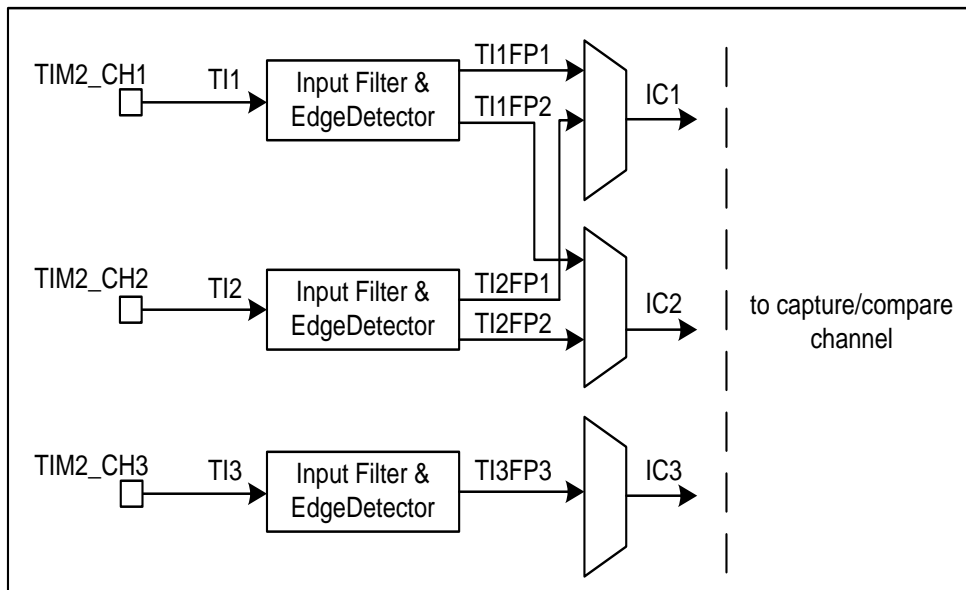 TIM2_CH1
TI1
Input Filter &
EdgeDetector
TI1FP1
TI1FP2
IC1
TIM2_CH2
TI2
Input Filter &
EdgeDetector
TI2FP1
TI2FP2
IC2
to capture/compare
channel
TIM2_CH3
TI3
Input Filter &
EdgeDetector
TI3FP3
IC3